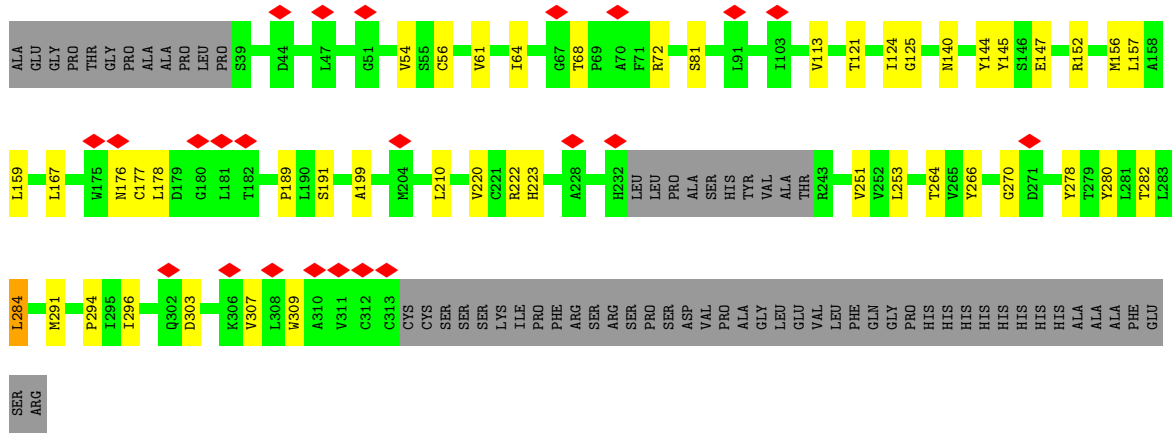 ALA GLU GLY PRO THR GLY PRO ALA ALA PRO LEU PRO S39 D44 L47 G51 V54 S55 C56 V61 I64 G67 T68 P69 A70 F71 R72 S81 L91 I103 V113 T121 I124 G125 N140 Y144 Y145 S146 E147 R152 M156 L157 A158
L159 L167 W175 N176 C177 L178 D179 G180 L181 T182 P189 L190 S191 A199 M204 L210 V220 C221 R222 H223 A228 H232 LEU LEU PRO ALA SER HIS TYR VAL ALA THR R243 V251 V252 L253 T264 V265 Y266 G270 D271 Y278 T279 Y280 L281 T282 L283
L284 M291 P294 I295 I296 Q302 D303 K306 V307 L308 W309 A310 V311 C312 C313 CYS CYS SER SER SER LYS ILE PRO PHE ARG SER ARG SER PRO SER ASP VAL PRO ALA GLY LEU GLU VAL LEU PHE GLN GLY PRO HIS HIS HIS HIS HIS HIS HIS HIS ALA ALA ALA PHE GLU
SER ARG